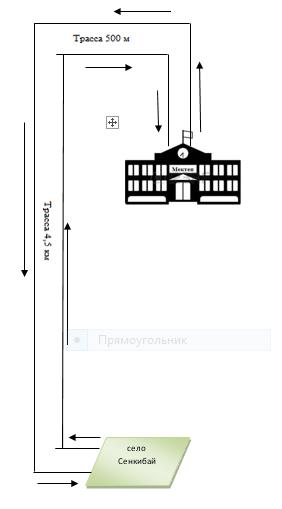 Трасса 500 м
Мектеп
Трасса 4,5 км
Прямоугольник
село
Сенкибай